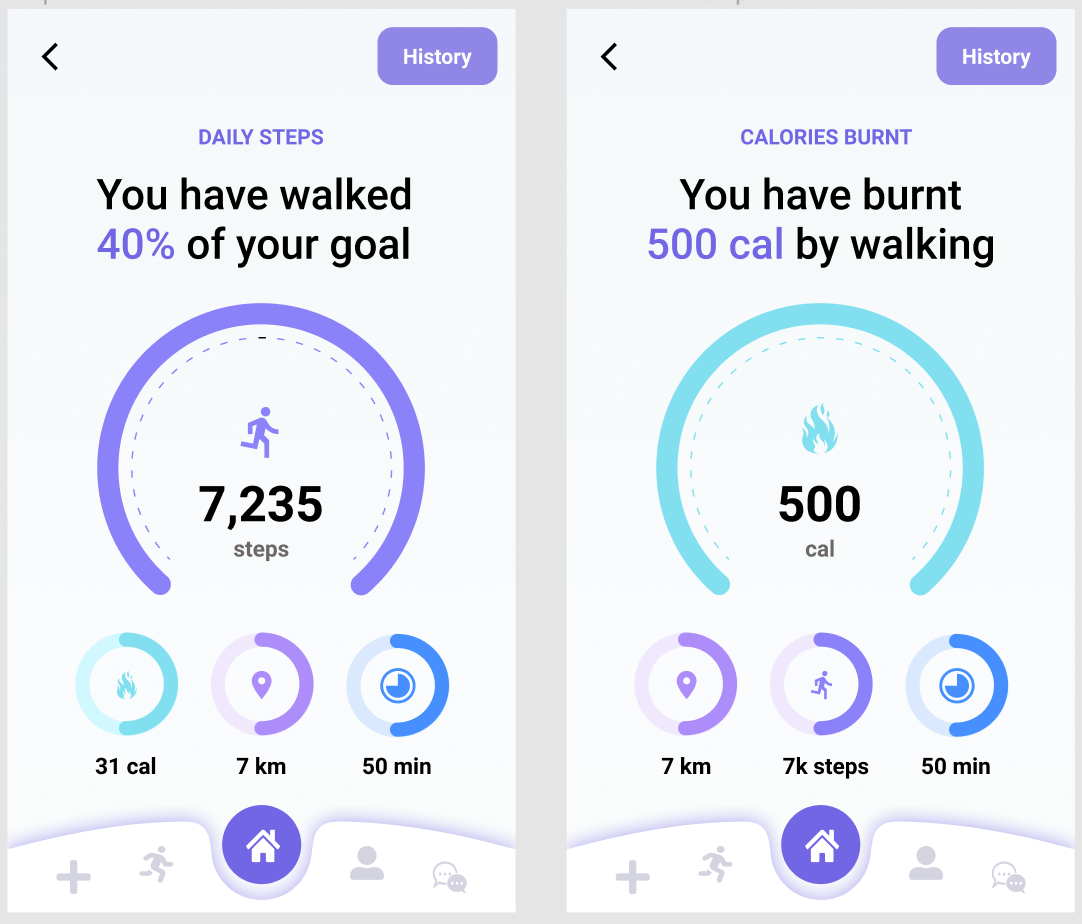 History
DAILY STEPS
You have walked
40% of your goal
7,235
steps
31 cal
7 km
50 min
History
CALORIES BURNT
You have burnt
500 cal by walking
500
cal
7 km
7k steps
50 min